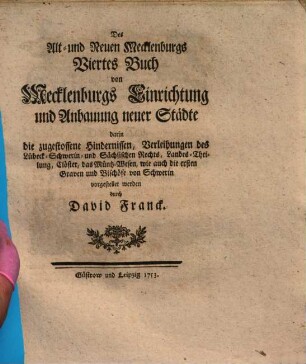 Des
Alt- und Neuen Mecklenburgs
Viertes Buch
von
Mecklenburgs Einrichtung
und Anbauung neuer Städte
darin
die zugestossene Hindernissen, Verleihungen des
Lübeck-Schwerin- und Sächsischen Rechts, Landes-Thei-
lung, Clöster, das Müntz-Wesen, wie auch die ersten
Graven und Bischöfe von Schwerin
vorgestellet werden
durch
David Franck.
Güstrow und Leipzig 1753.